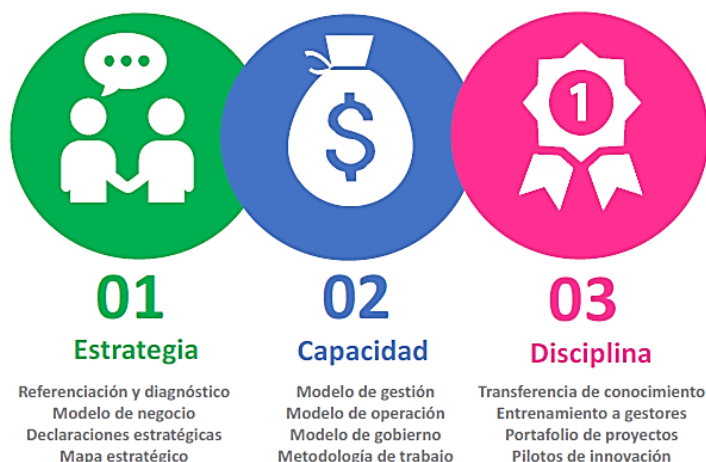 $
1
01
Estrategia
Referenciación y diagnóstico
Modelo de negocio
Declaraciones estratégicas
Mapa estratégico
02
Capacidad
Modelo de gestión
Modelo de operación
Modelo de gobierno
Metodología de trabajo
03
Disciplina
Transferencia de conocimiento
Entrenamiento a gestores
Portafolio de proyectos
Pilotos de innovación